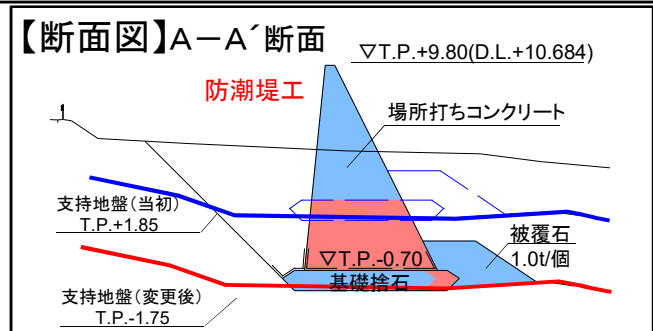 【断面図】A-A´断面
▽T.P.+9.80(D.L.+10.684)
防潮堤工
場所打ちコンクリート
支持地盤(当初)
T.P.+1.85
被覆石
1.0t/個
▽T.P.-0.70
基礎捨石
支持地盤(変更後)
T.P.-1.75